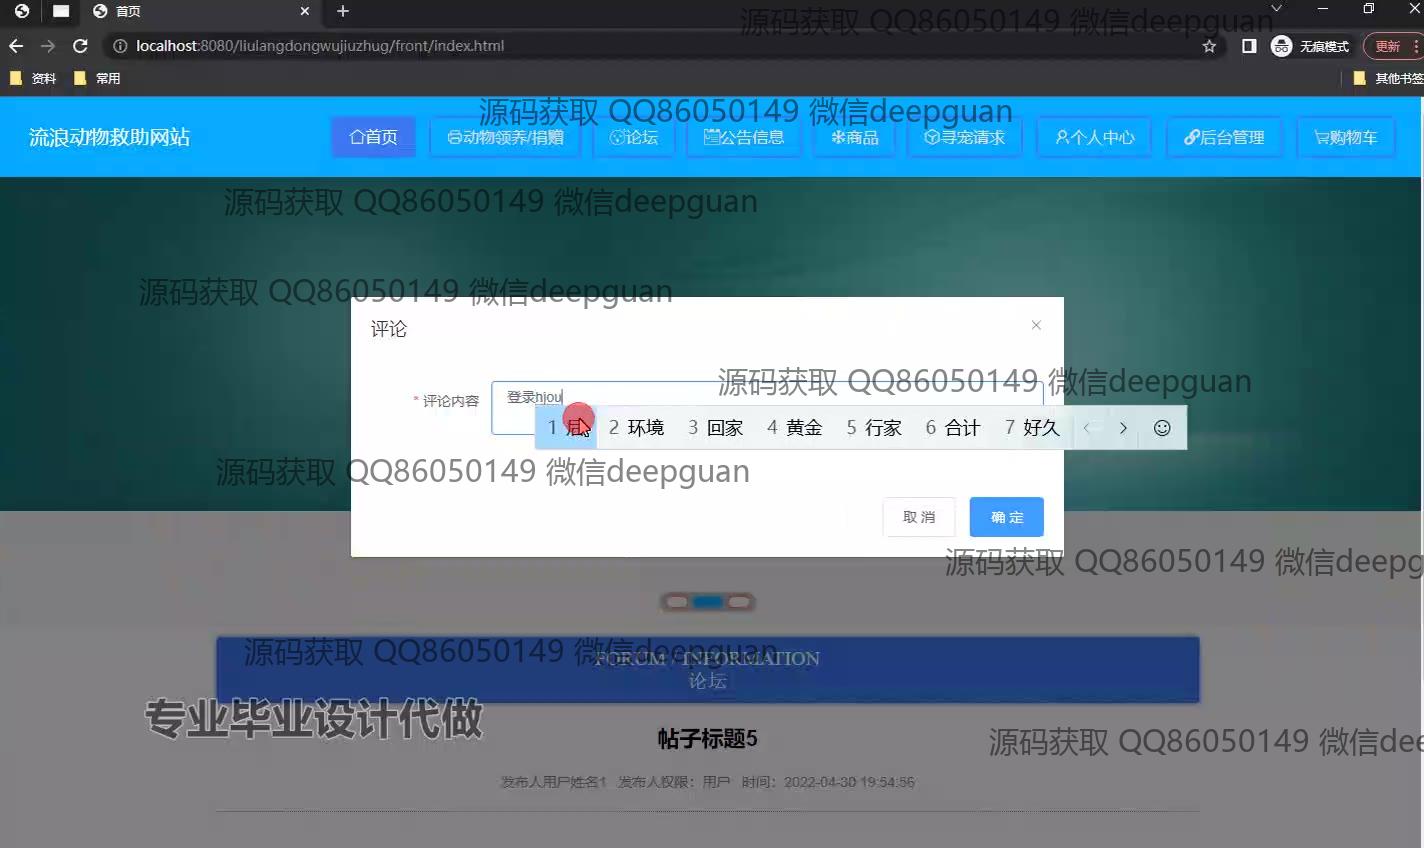 首页
源码获取 QQ86050149 微信deepguan
localhost:8080/liulangdongwujiuzhug/front/index.html
无痕模式
更新
资料
常用
其他书签
源码获取 QQ86050149 微信deepguan
流浪动物救助网站
首页
动物领养/捐赠
论坛
公告信息
商品
寻宠请求
个人中心
后台管理
购物车
源码获取 QQ86050149 微信deepguan
源码获取 QQ86050149 微信deepguan
评论
源码获取 QQ86050149 微信deepguan
* 评论内容
登录hjou
1
2 环境
3 回家
4 黄金
5 行家
6 合计
7 好久
源码获取 QQ86050149 微信deepguan
取消
确定
源码获取 QQ86050149 微信deepg
源码获取 QQ86050149 微信deepguan
FORUM / INFORMATION
论坛
专业毕业设计代做
帖子标题5
源码获取 QQ86050149 微信dee
发布人用户姓名1 发布人权限：用户 时间：2022-04-30 19:54:56